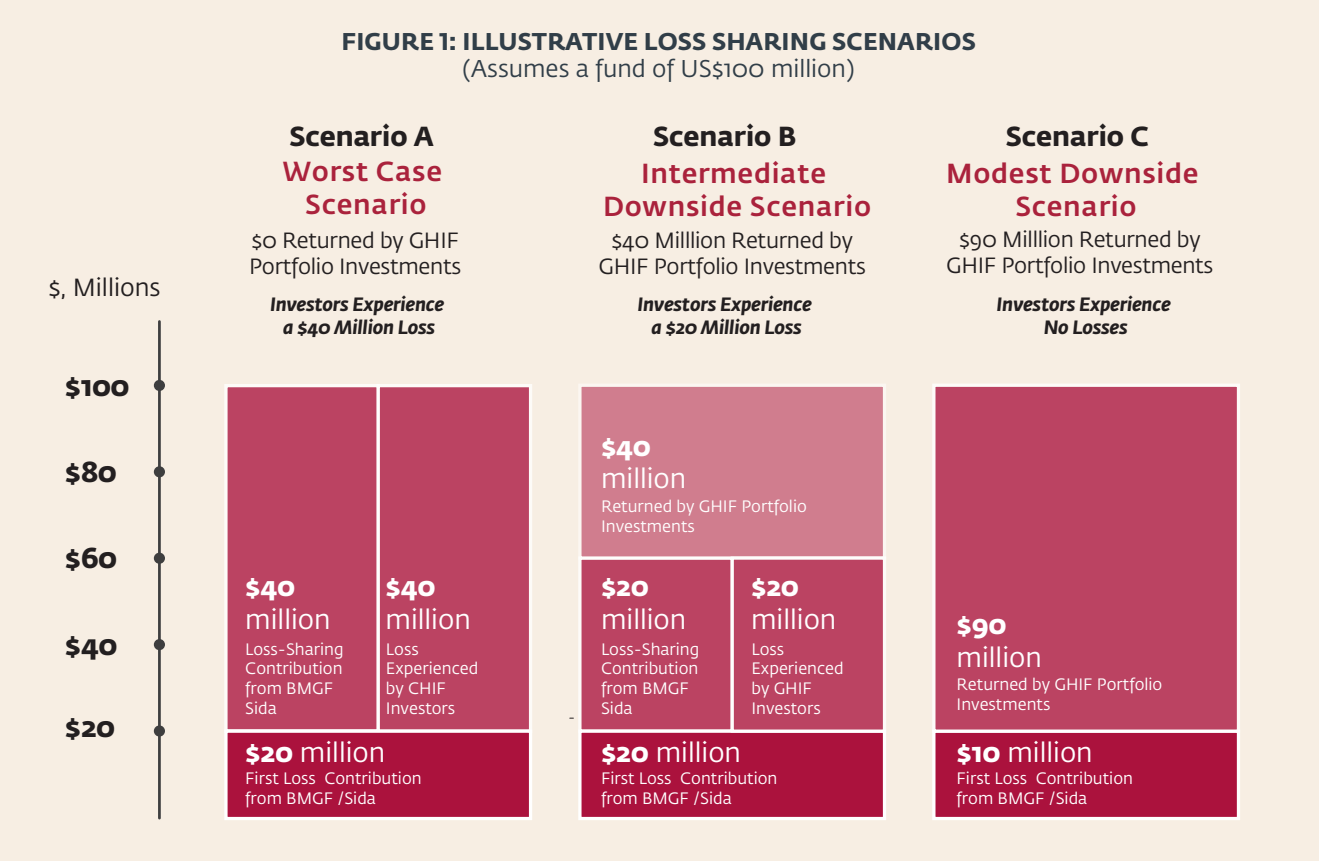 FIGURE 1: ILLUSTRATIVE LOSS SHARING SCENARIOS
(Assumes a fund of US$100 million)
Scenario A
Worst Case
Scenario
$0 Returned by GHIF
Portfolio Investments
Investors Experience
a $40 Million Loss
Scenario B
Intermediate
Downside Scenario
$40 Milllion Returned by
GHIF Portfolio Investments
Investors Experience
a $20 Million Loss
Scenario C
Modest Downside
Scenario
$90 Milllion Returned by
GHIF Portfolio Investments
Investors Experience
No Losses
$, Millions
$100
$80
$60
$40
$20
$40
million
Loss-Sharing
Contribution
from BMGF
Sida
$40
million
Loss
Experienced
by CHIF
Investors
$20 million
First Loss  Contribution
from BMGF /Sida
$40
million
Returned by GHIF Portfolio
Investments
$20
million
Loss-Sharing
Contribution
from BMGF
Sida
$20
million
Loss
Experienced
by GHIF
Investors
-
$20 million
First Loss  Contribution
from BMGF /Sida
$90
million
Returned by GHIF Portfolio
Investments
$10 million
First Loss  Contribution
from BMGF /Sida